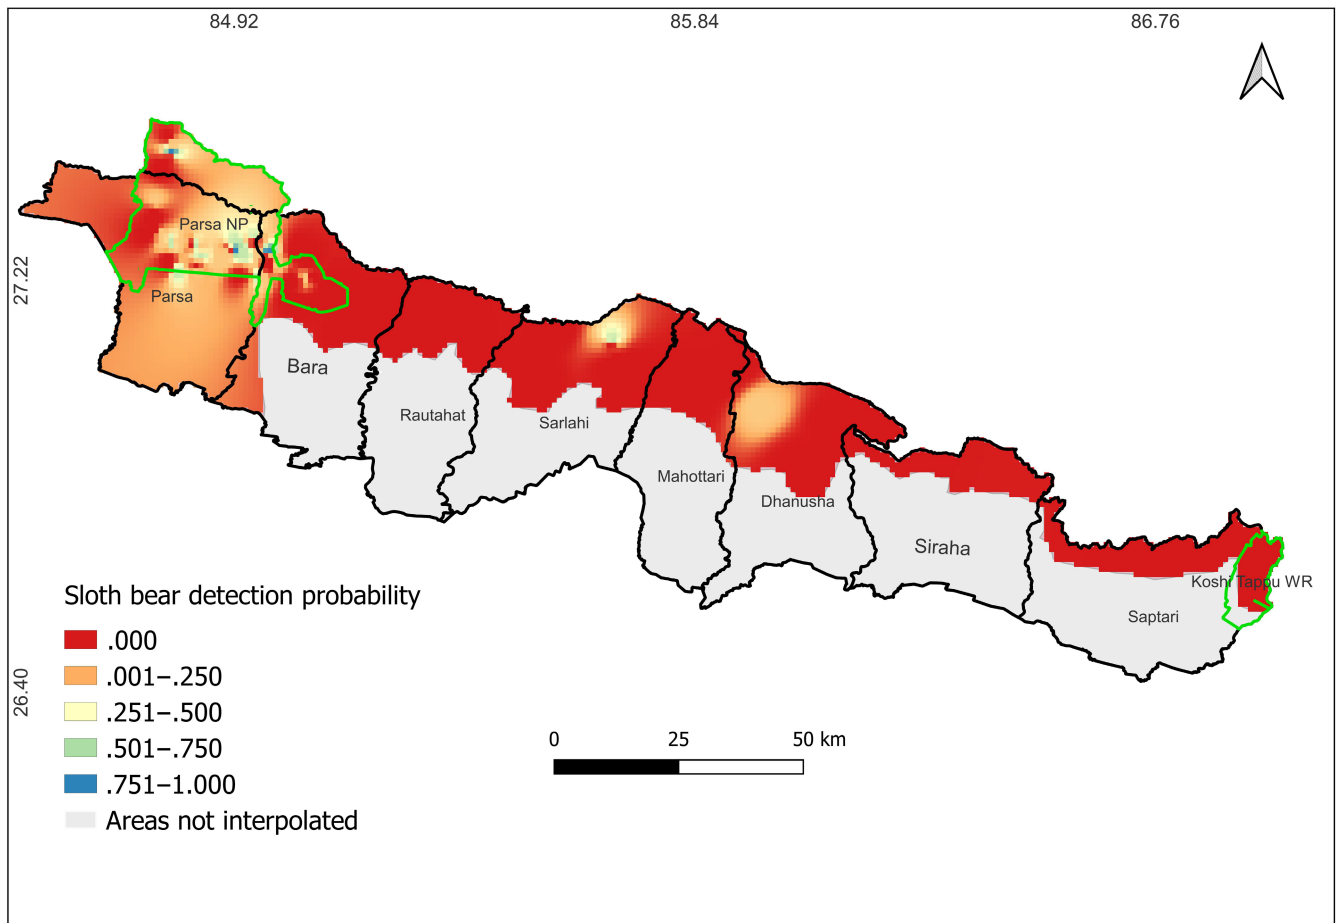 84.92 85.84 86.76
27.22
26.40
Parsa NP
Parsa
Bara
Rautahat
Sarlahi
Mahottari
Dhanusha
Siraha
Koshi Tappu WR
Saptari
Sloth bear detection probability
.000
.001–.250
.251–.500
.501–.750
.751–1.000
Areas not interpolated
0 25 50 km